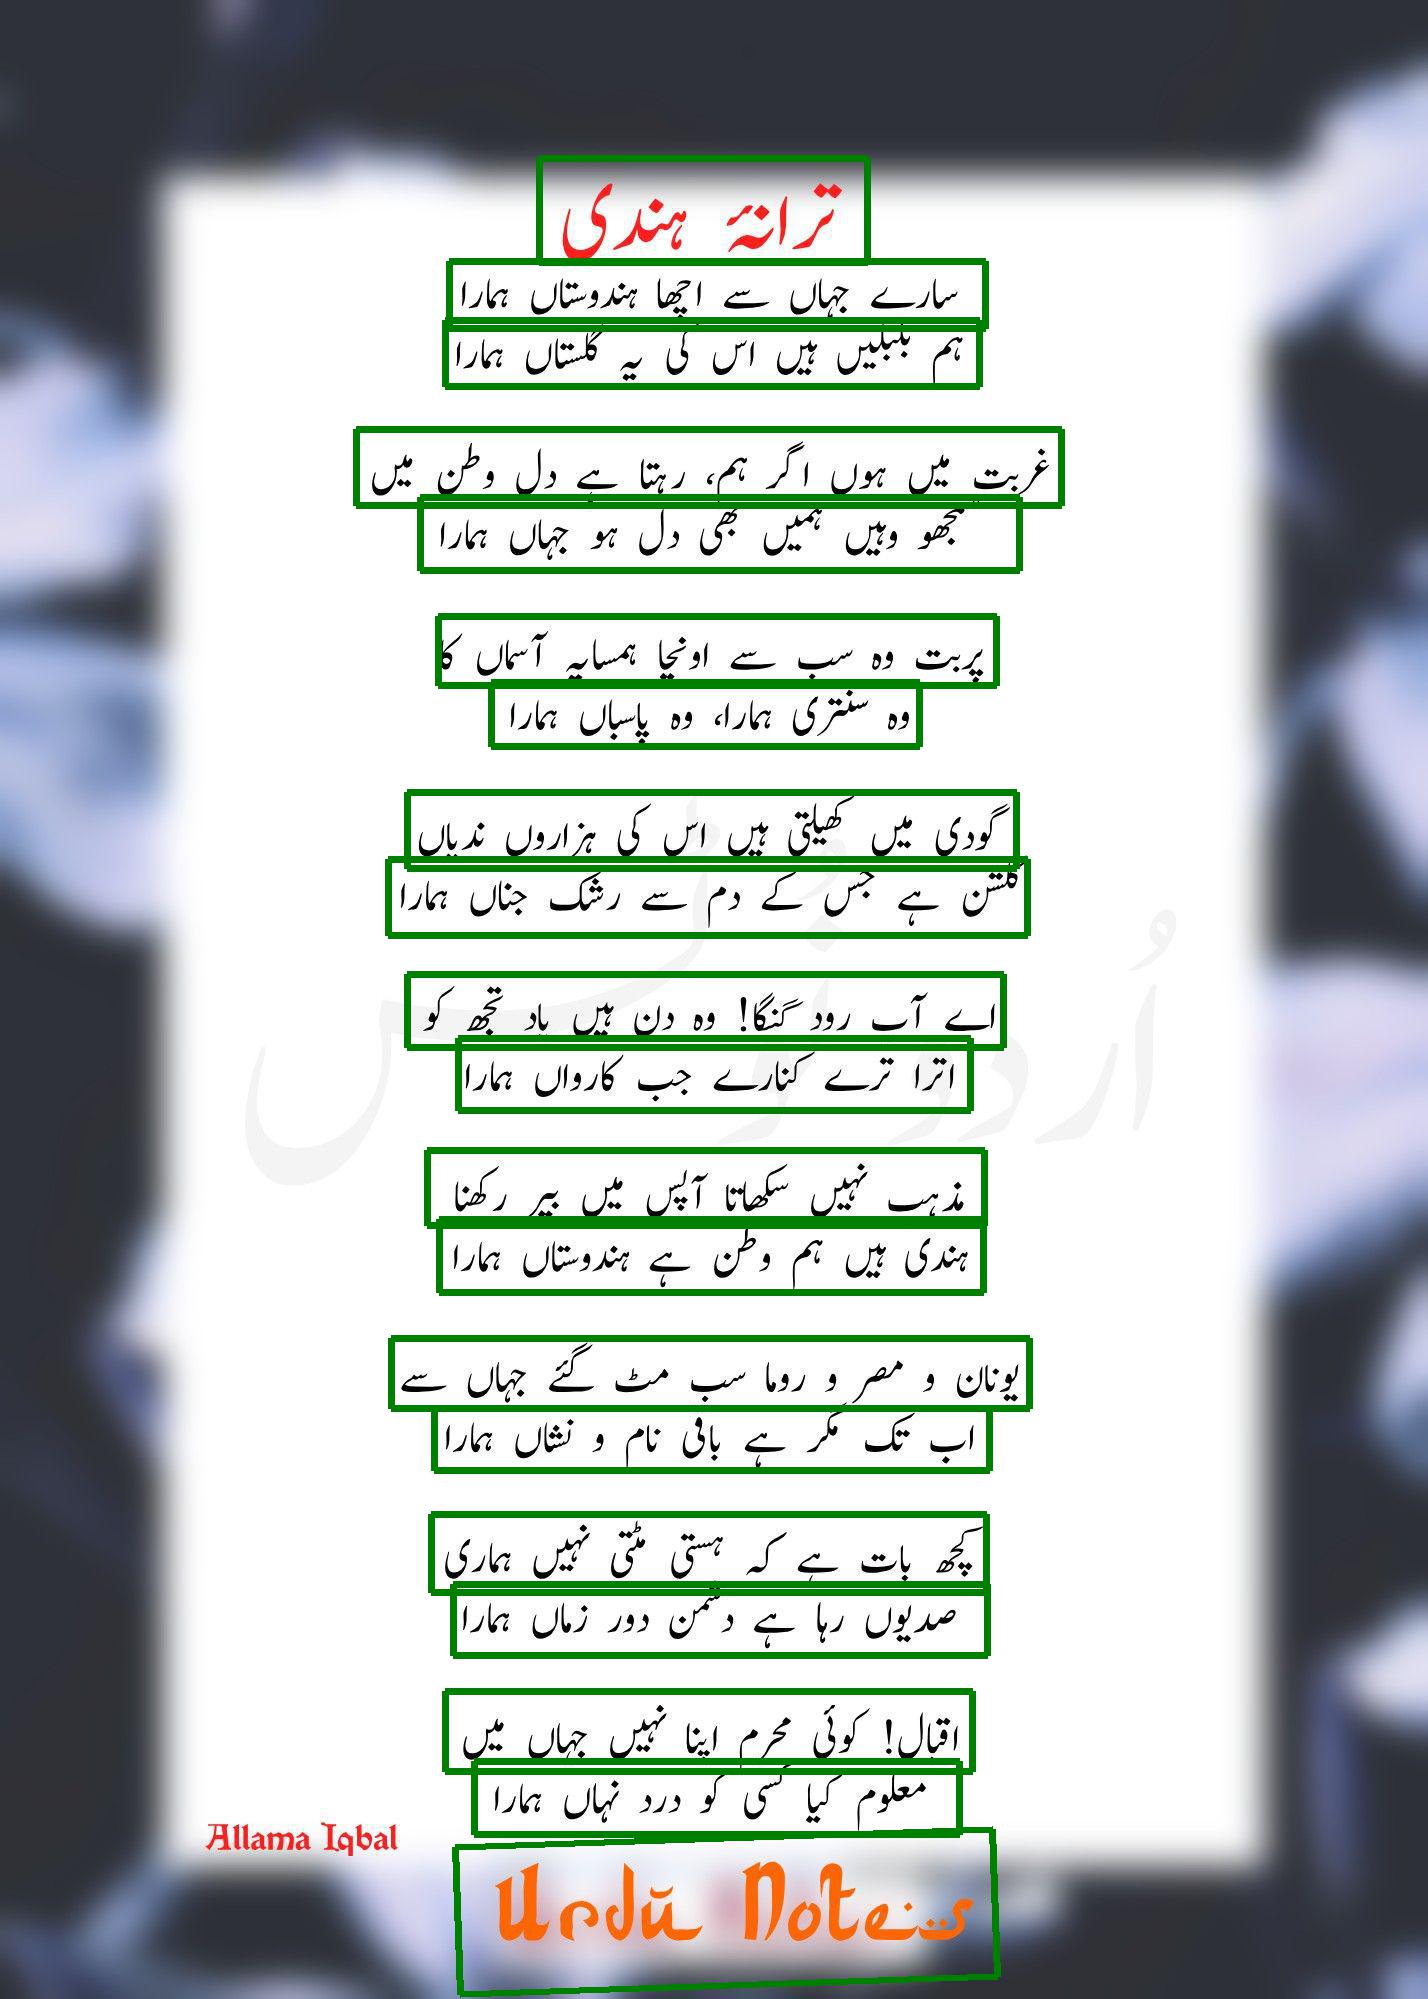 ترانۂ ہندی
سارے جہاں سے اچھا ہندوستاں ہمارا
ہم بلبلیں ہیں اس کی یہ گلستاں ہمارا
غربت میں ہوں اگر ہم، رہتا ہے دل وطن میں
سمجھو وہیں ہمیں بھی دل ہو جہاں ہمارا
پربت وہ سب سے اونچا ہمسایہ آسماں کا
وہ سنتری ہمارا، وہ پاسباں ہمارا
گودی میں کھیلتی ہیں اس کی ہزاروں ندیاں
گلشن ہے جس کے دم سے رشک جناں ہمارا
اے آب رود گنگا! وہ دن ہیں یاد تجھ کو
اترا ترے کنارے جب کارواں ہمارا
مذہب نہیں سکھاتا آپس میں بیر رکھنا
ہندی ہیں ہم وطن ہے ہندوستاں ہمارا
یونان و مصر و روما سب مٹ گئے جہاں سے
اب تک مگر ہے باقی نام و نشاں ہمارا
کچھ بات ہے کہ ہستی مٹتی نہیں ہماری
صدیوں رہا ہے دشمن دور زماں ہمارا
اقبال! کوئی محرم اپنا نہیں جہاں میں
معلوم کیا کسی کو درد نہاں ہمارا
Allama Iqbal
Urdu Notes
اُردو نوٹس